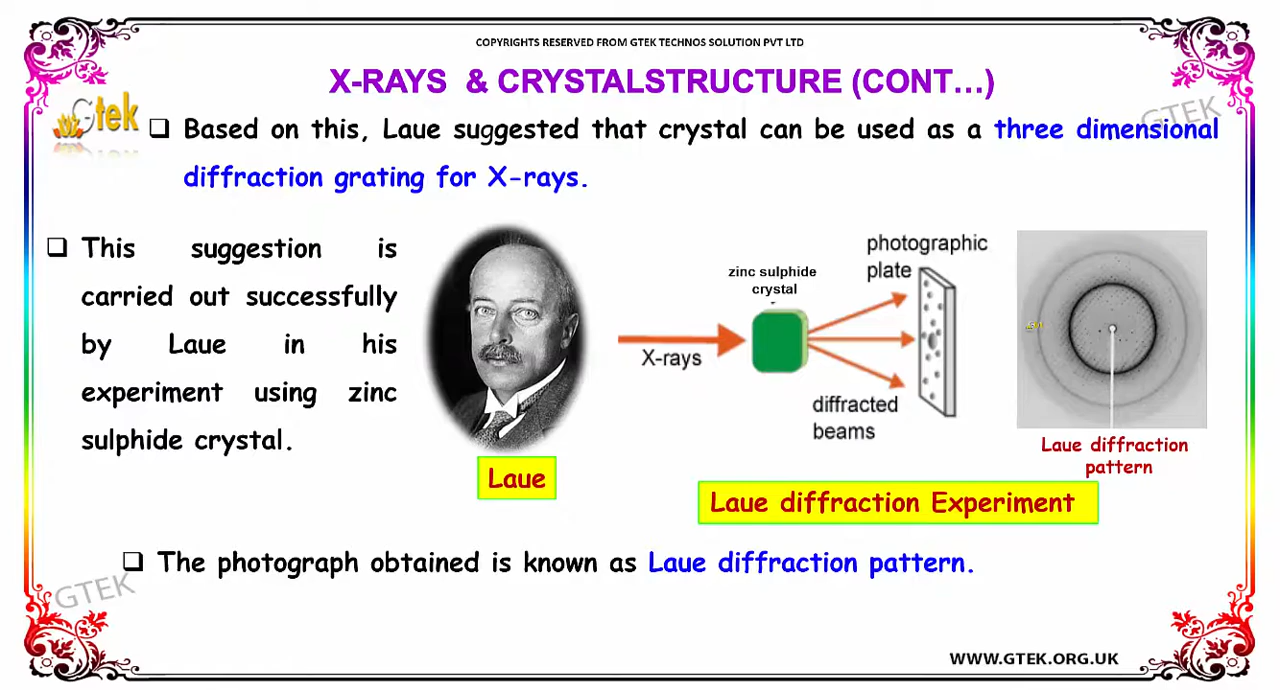 COPYRIGHTS RESERVED FROM GTEK TECHNOS SOLUTION PVT LTD
X-RAYS & CRYSTALSTRUCTURE (CONT...)
Gtek
GTEK
❑ Based on this, Laue suggested that crystal can be used as a three dimensional
diffraction grating for X-rays.
❑ This suggestion is
carried out successfully
by Laue in his
experiment using zinc
sulphide crystal.
Laue
photographic
plate
zinc sulphide
crystal
X-rays
diffracted
beams
Laue diffraction
pattern
Laue diffraction Experiment
❑ The photograph obtained is known as Laue diffraction pattern.
GTEK
WWW.GTEK.ORG.UK